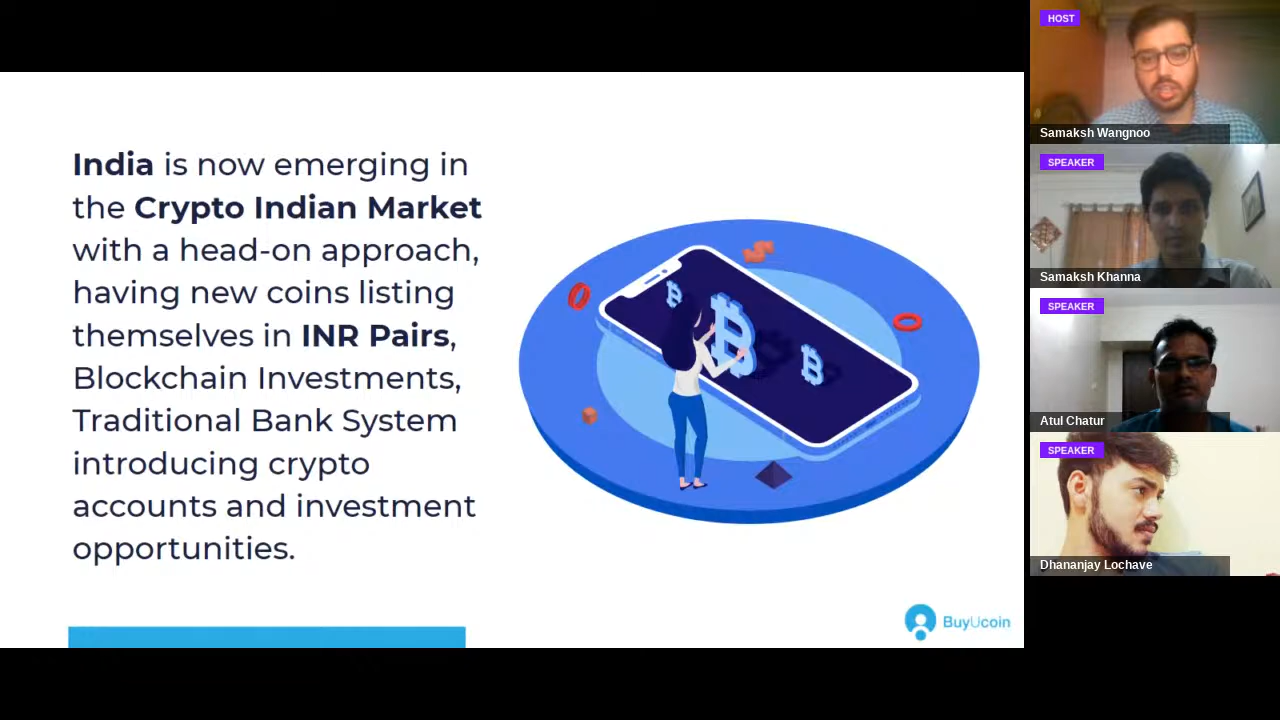 India is now emerging in
the Crypto Indian Market
with a head-on approach,
having new coins listing
themselves in INR Pairs,
Blockchain Investments,
Traditional Bank System
introducing crypto
accounts and investment
opportunities.
BuyUcoin
HOST
Samaksh Wangnoo
SPEAKER
Samaksh Khanna
SPEAKER
Atul Chatur
SPEAKER
Dhananjay Lochave